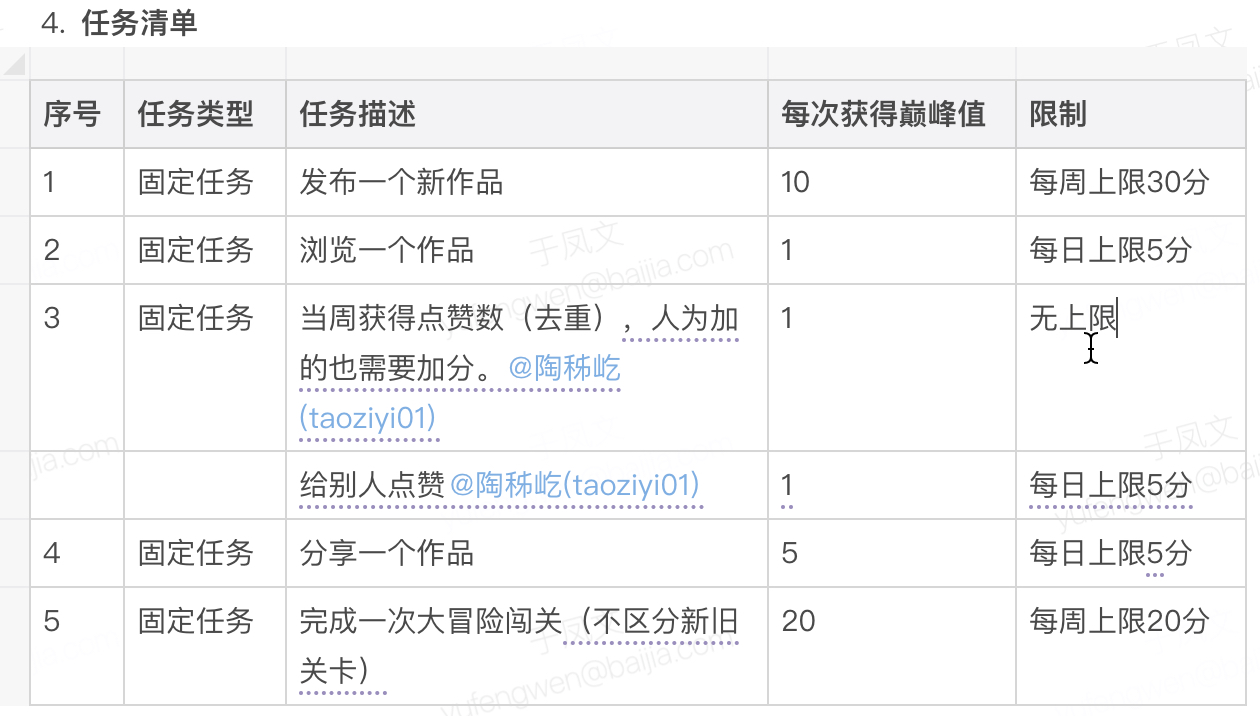 4. 任务清单
序号 任务类型 任务描述 每次获得巅峰值 限制
1 固定任务 发布一个新作品 10 每周上限30分
2 固定任务 浏览一个作品 1 每日上限5分
3 固定任务 当周获得点赞数（去重），人为加 1 无上限
的也需要加分。@陶秭屹
(taoziyi01)
给别人点赞@陶秭屹(taoziyi01) 1 每日上限5分
4 固定任务 分享一个作品 5 每日上限5分
5 固定任务 完成一次大冒险闯关（不区分新旧 20 每周上限20分
关卡）
于凤文
yufengwen@baijia.com